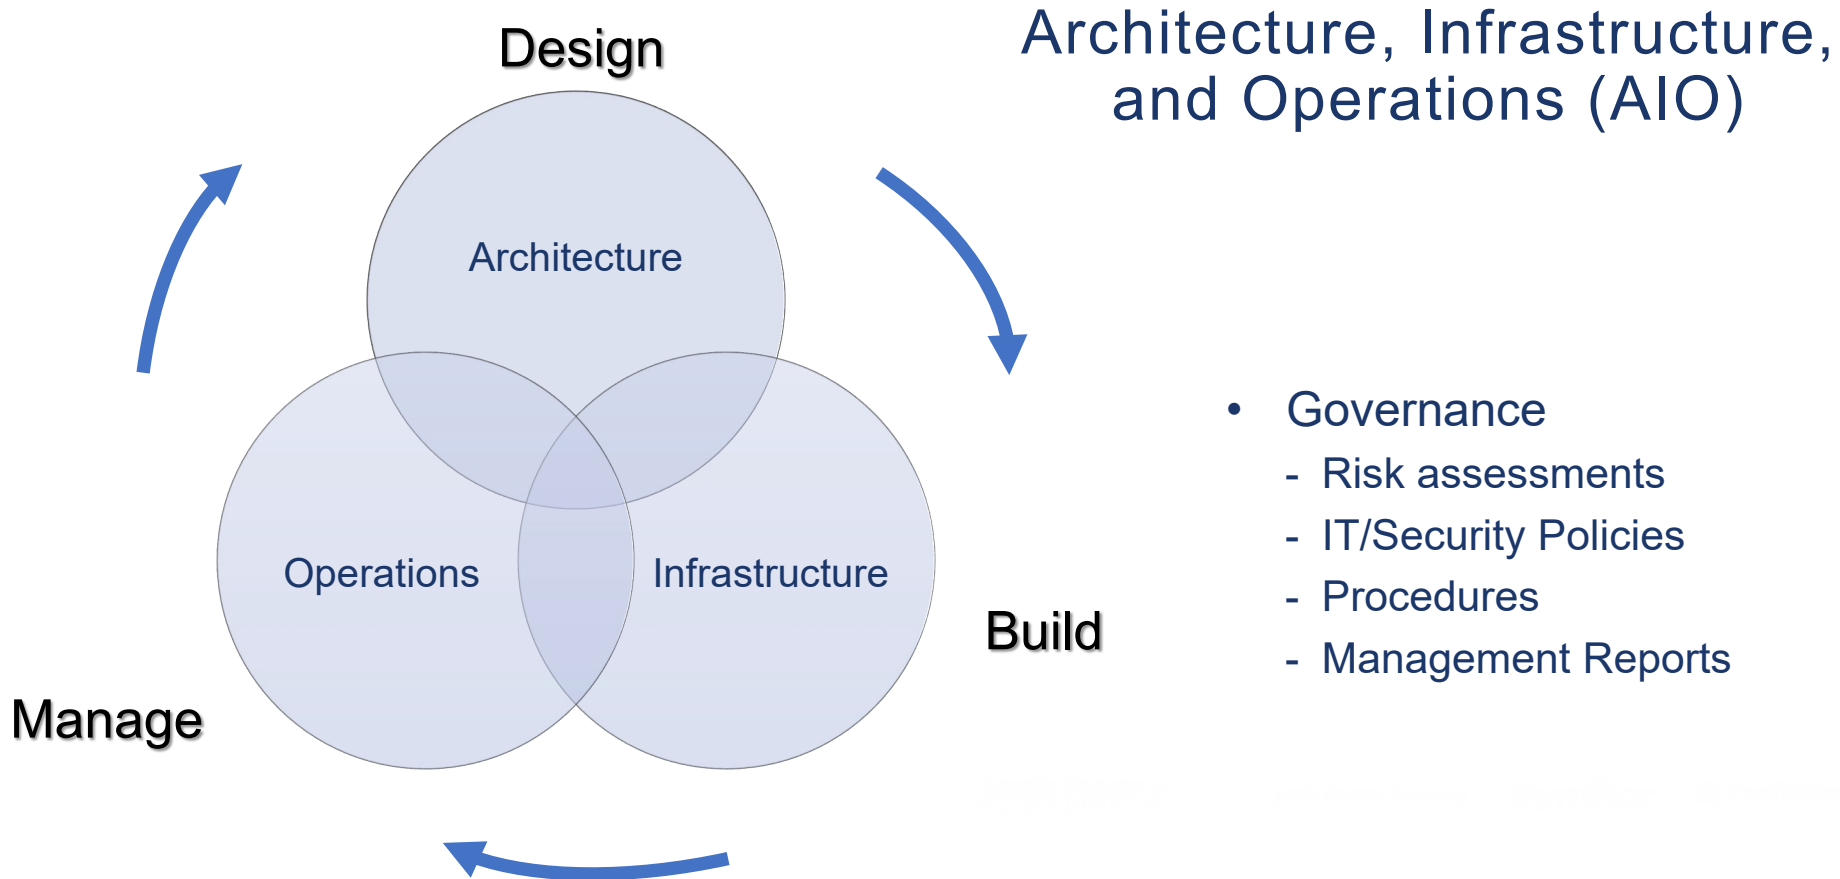 Design
Architecture, Infrastructure,
and Operations (AIO)
Architecture
• Governance
- Risk assessments
- IT/Security Policies
- Procedures
- Management Reports
Operations
Infrastructure
Build
Manage